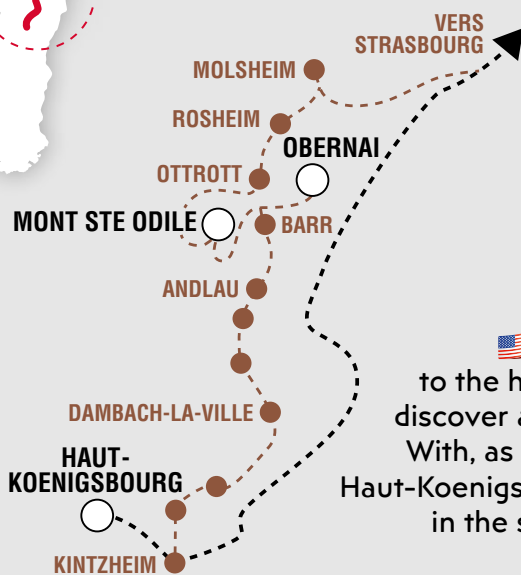 VERS
STRASBOURG
MOLSHEIM
ROSHEIM
OBERNAI
OTTROTT
MONT STE ODILE
BARR
ANDLAU
to the h
discover a
DAMBACH-LA-VILLE
With, as
HAUT-
KOENIGSBOURG
Haut-Koenigs
in the s
KINTZHEIM